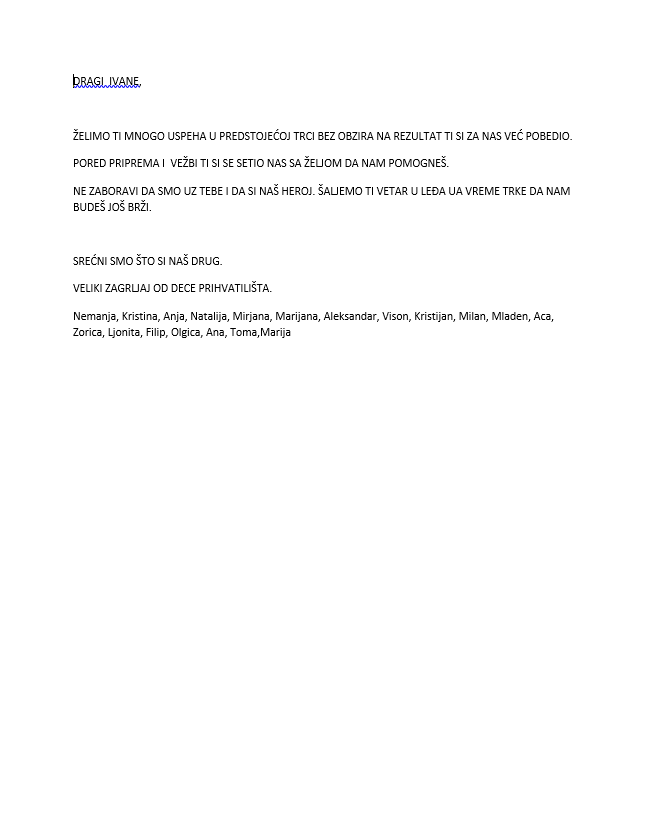 DRAGI IVANE,
ŽELIMO TI MNOGO USPEHA U PREDSTOJEĆOJ TRCI BEZ OBZIRA NA REZULTAT TI SI ZA NAS VEĆ POBEDIO.
PORED PRIPREMA I VEŽBI TI SI SE SETIO NAS SA ŽELJOM DA NAM POMOGNEŠ.
NE ZABORAVI DA SMO UZ TEBE I DA SI NAŠ HEROJ. ŠALJEMO TI VETAR U LEĐA UA VREME TRKE DA NAM
BUDEŠ JOŠ BRŽI.
SREĆNI SMO ŠTO SI NAŠ DRUG.
VELIKI ZAGRLJAJ OD DECE PRIHVATILIŠTA.
Nemanja, Kristina, Anja, Natalija, Mirjana, Marijana, Aleksandar, Vison, Kristijan, Milan, Mladen, Aca,
Zorica, Ljonita, Filip, Olgica, Ana, Toma,Marija